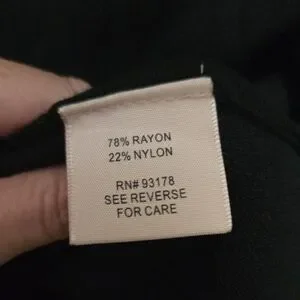 78% RAYON
22% NYLON
RN# 93178
SEE REVERSE
FOR CARE